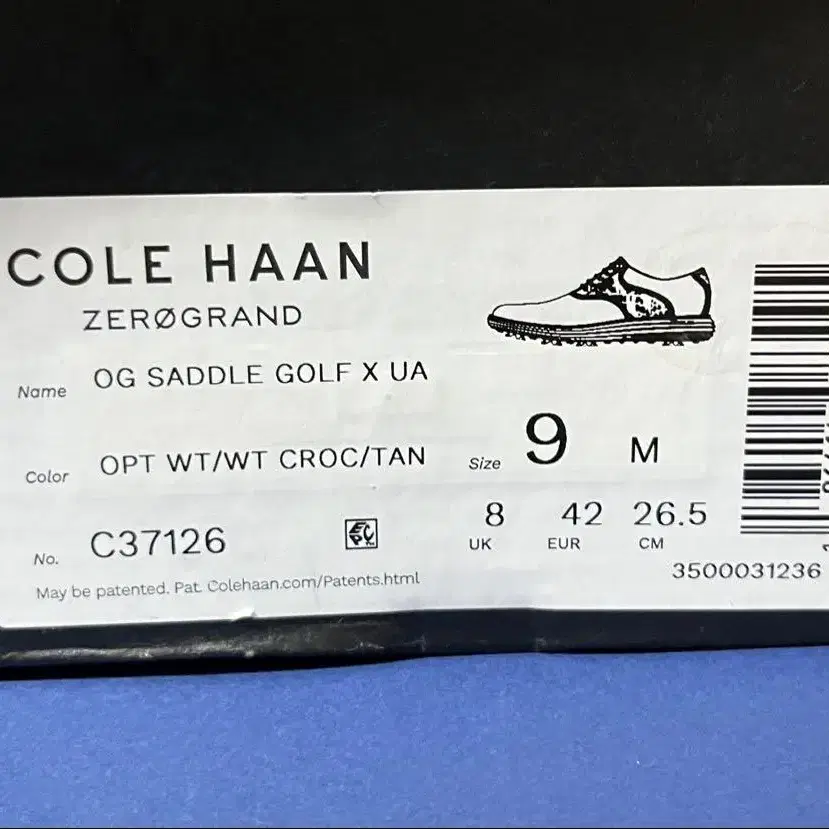 COLE HAAN
ZERØGRAND
Name OG SADDLE GOLF X UA
Color OPT WT/WT CROC/TAN
Size 9 M
8 42 26.5
UK EUR CM
No. C37126
3500031236
May be patented. Pat. Colehaan.com/Patents.html